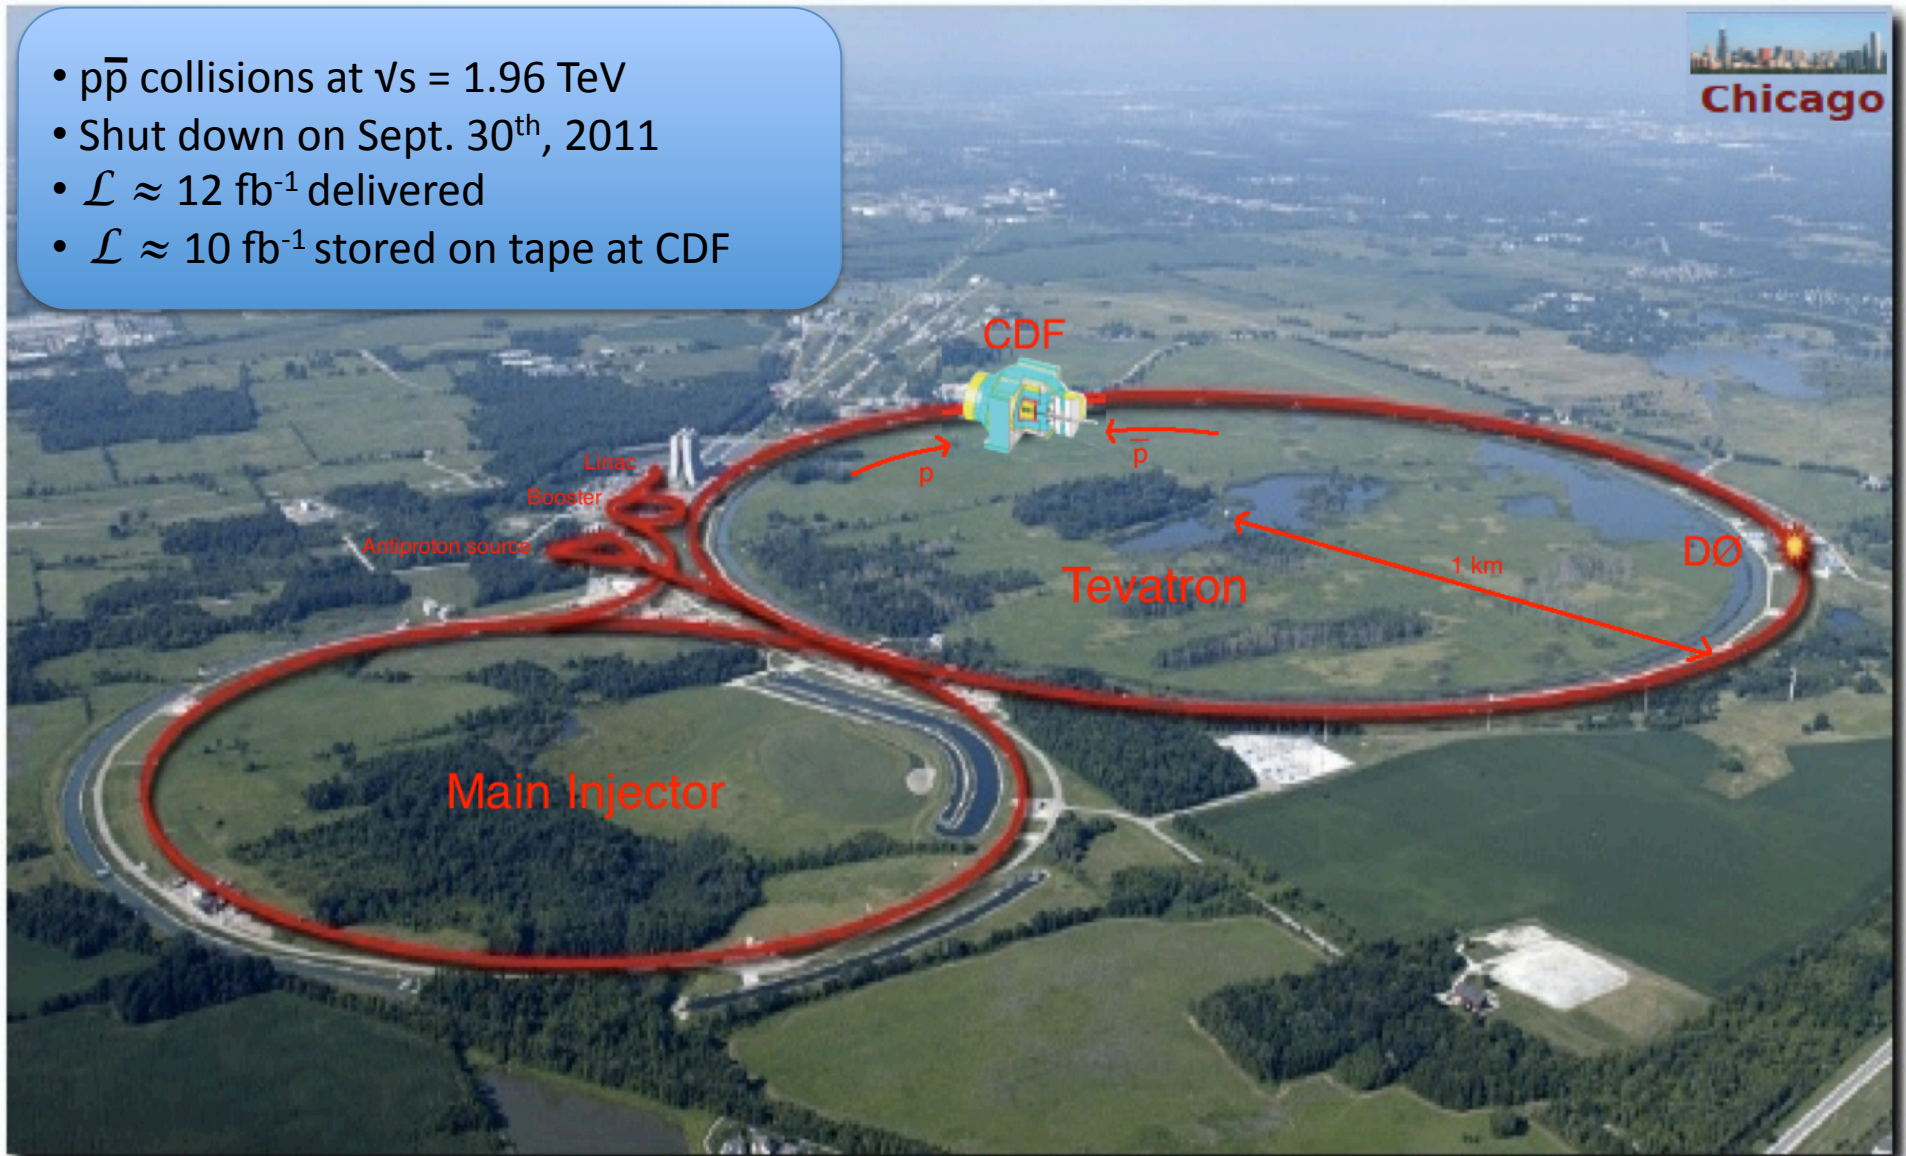 • pp̄ collisions at √s = 1.96 TeV
• Shut down on Sept. 30th, 2011
• ℒ ≈ 12 fb-1 delivered
• ℒ ≈ 10 fb-1 stored on tape at CDF
Chicago
CDF
p
p̄
Linac
Booster
Antiproton source
DØ
1 km
Tevatron
Main Injector